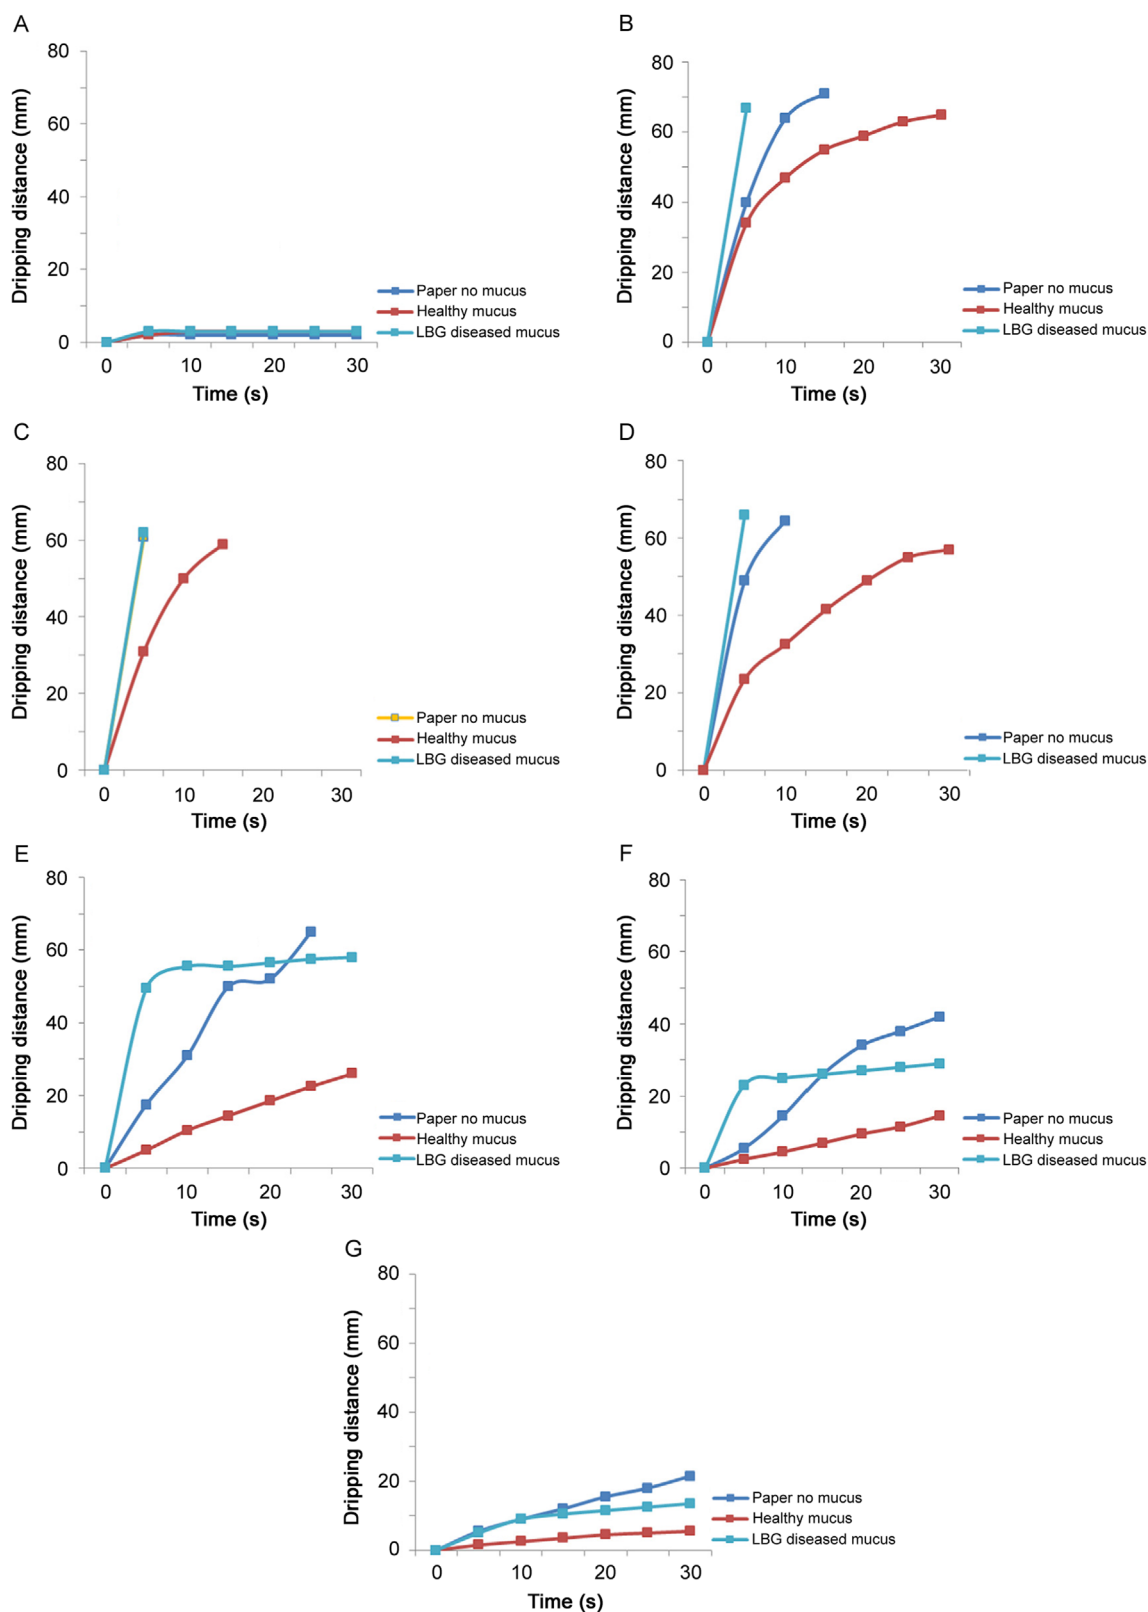 A
80
60
40
20
0
Dripping distance (mm)
0 10 20 30
Time (s)
Paper no mucus
Healthy mucus
LBG diseased mucus
B
80
60
40
20
0
Dripping distance (mm)
0 10 20 30
Time (s)
Paper no mucus
Healthy mucus
LBG diseased mucus
C
80
60
40
20
0
Dripping distance (mm)
0 10 20 30
Time (s)
Paper no mucus
Healthy mucus
LBG diseased mucus
D
80
60
40
20
0
Dripping distance (mm)
0 10 20 30
Time (s)
Paper no mucus
LBG diseased mucus
E
80
60
40
20
0
Dripping distance (mm)
0 10 20 30
Time (s)
Paper no mucus
Healthy mucus
LBG diseased mucus
F
80
60
40
20
0
Dripping distance (mm)
0 10 20 30
Time (s)
Paper no mucus
Healthy mucus
LBG diseased mucus
G
80
60
40
20
0
Dripping distance (mm)
0 10 20 30
Time (s)
Paper no mucus
Healthy mucus
LBG diseased mucus